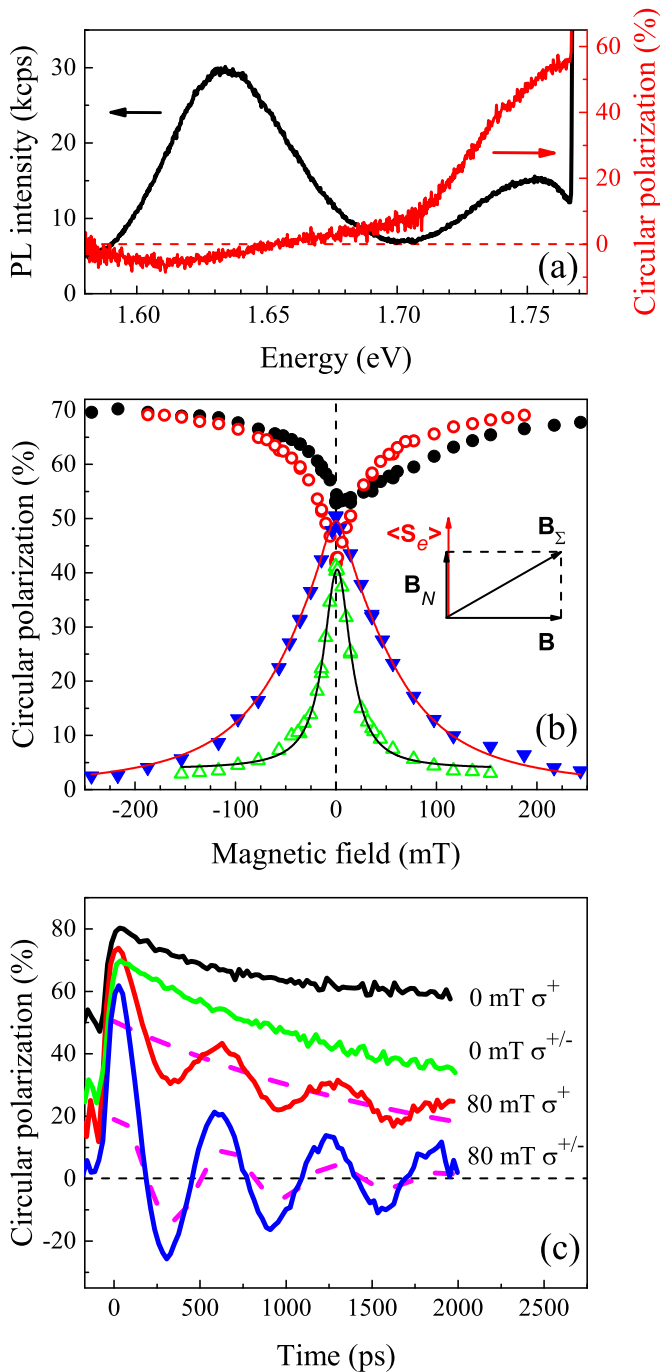 PL intensity (kcps)
30
20
10
0
60
40
20
0
Circular polarization (%)
1.60
1.65
1.70
1.75
Energy (eV)
(a)
Circular polarization (%)
70
60
50
40
30
20
10
0
<S_e>
B_Σ
B_N
B
(b)
-200
-100
0
100
200
Magnetic field (mT)
Circular polarization (%)
80
60
40
20
0
-20
0 mT σ⁺
0 mT σ⁺/⁻
80 mT σ⁺
80 mT σ⁺/⁻
(c)
0
500
1000
1500
2000
2500
Time (ps)